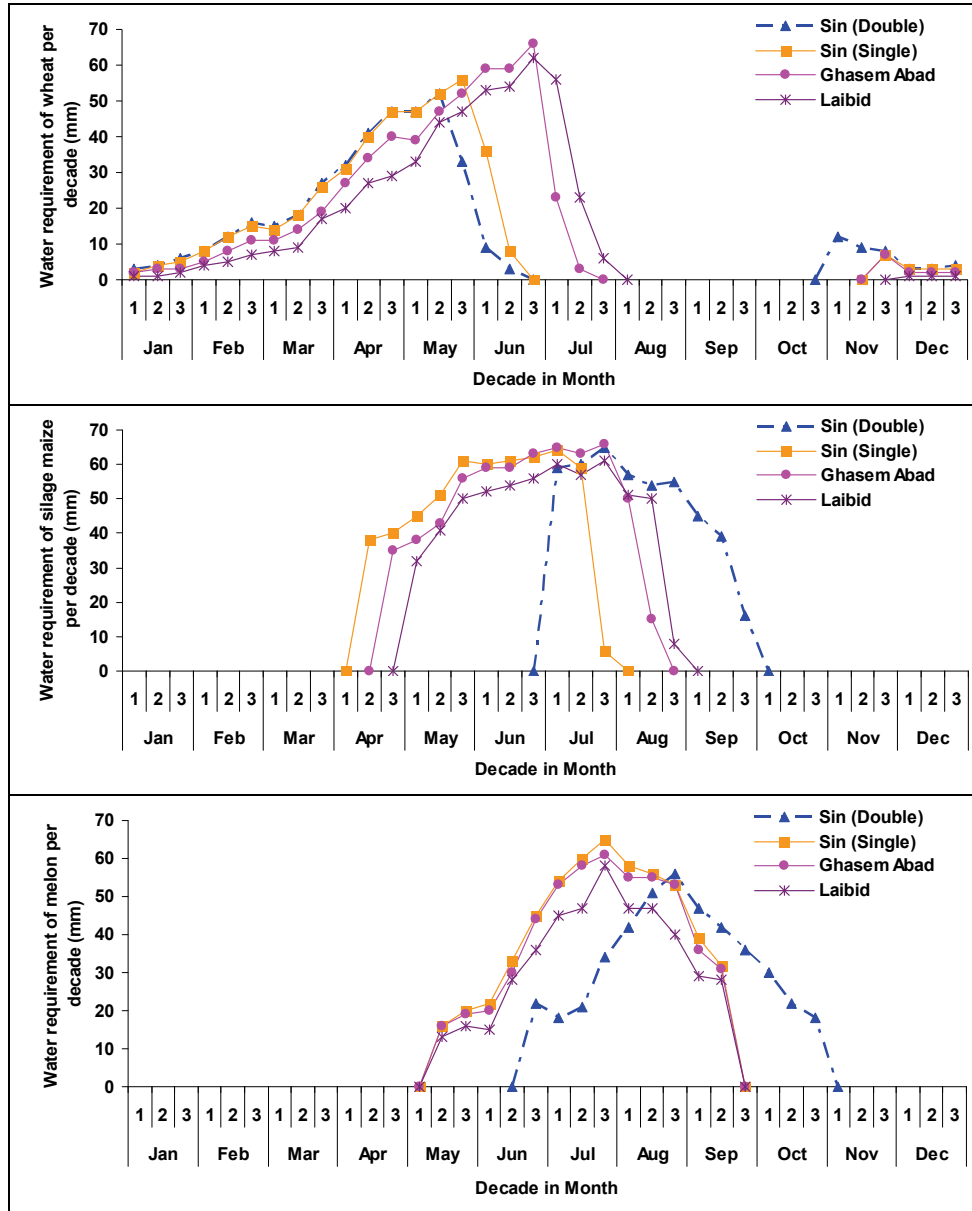 Water requirement of wheat per
decade (mm)
70
60
50
40
30
20
10
0
Sin (Double)
Sin (Single)
Ghasem Abad
Laibid
1 2 3 1 2 3 1 2 3 1 2 3 1 2 3 1 2 3 1 2 3 1 2 3 1 2 3 1 2 3 1 2 3 1 2 3
Jan Feb Mar Apr May Jun Jul Aug Sep Oct Nov Dec
Decade in Month
Water requirement of silage maize
per decade (mm)
70
60
50
40
30
20
10
0
Sin (Double)
Sin (Single)
Ghasem Abad
Laibid
1 2 3 1 2 3 1 2 3 1 2 3 1 2 3 1 2 3 1 2 3 1 2 3 1 2 3 1 2 3 1 2 3 1 2 3
Jan Feb Mar Apr May Jun Jul Aug Sep Oct Nov Dec
Decade in Month
Water requirement of melon per
decade (mm)
70
60
50
40
30
20
10
0
Sin (Double)
Sin (Single)
Ghasem Abad
Laibid
1 2 3 1 2 3 1 2 3 1 2 3 1 2 3 1 2 3 1 2 3 1 2 3 1 2 3 1 2 3 1 2 3 1 2 3
Jan Feb Mar Apr May Jun Jul Aug Sep Oct Nov Dec
Decade in Month